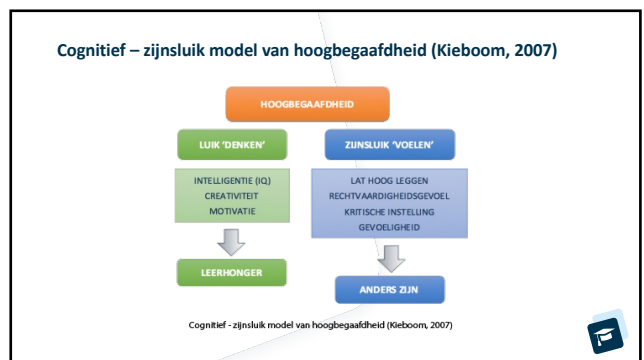 Cognitief – zijnsluik model van hoogbegaafdheid (Kieboom, 2007)
HOOGBEGAAFDHEID
LUIK 'DENKEN'
INTELLIGENTIE (IQ)
CREATIVITEIT
MOTIVATIE
LEERHONGER
ZIJNSLUIK 'VOELEN'
LAT HOOG LEGGEN
RECHTVAARDIGHEIDSGEVOEL
KRITISCHE INSTELLING
GEVOELIGHEID
ANDERS ZIJN
Cognitief - zijnsluik model van hoogbegaafdheid (Kieboom, 2007)